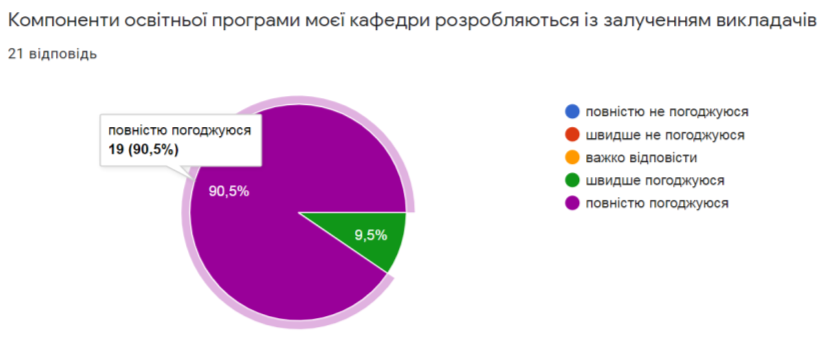 Компоненти освітньої програми моєї кафедри розробляються із залученням викладачів
21 відповідь
повністю погоджуюся
19 (90,5%)
90,5%
9,5%
повністю не погоджуюся
швидше не погоджуюся
важко відповісти
швидше погоджуюся
повністю погоджуюся